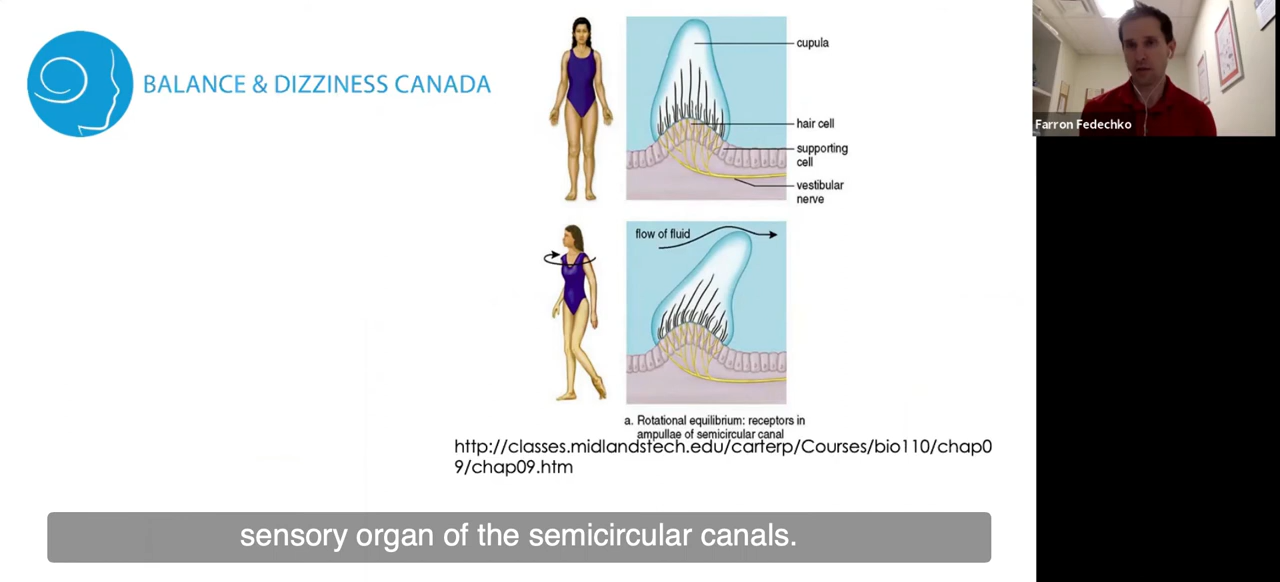 BALANCE & DIZZINESS CANADA
cupula
hair cell
supporting
cell
vestibular
nerve
flow of fluid
a. Rotational equilibrium: receptors in
ampullae of semicircular canal
http://classes.midlandstech.edu/carterp/Courses/bio110/chap0
9/chap09.htm
sensory organ of the semicircular canals.
Farron Fedechko